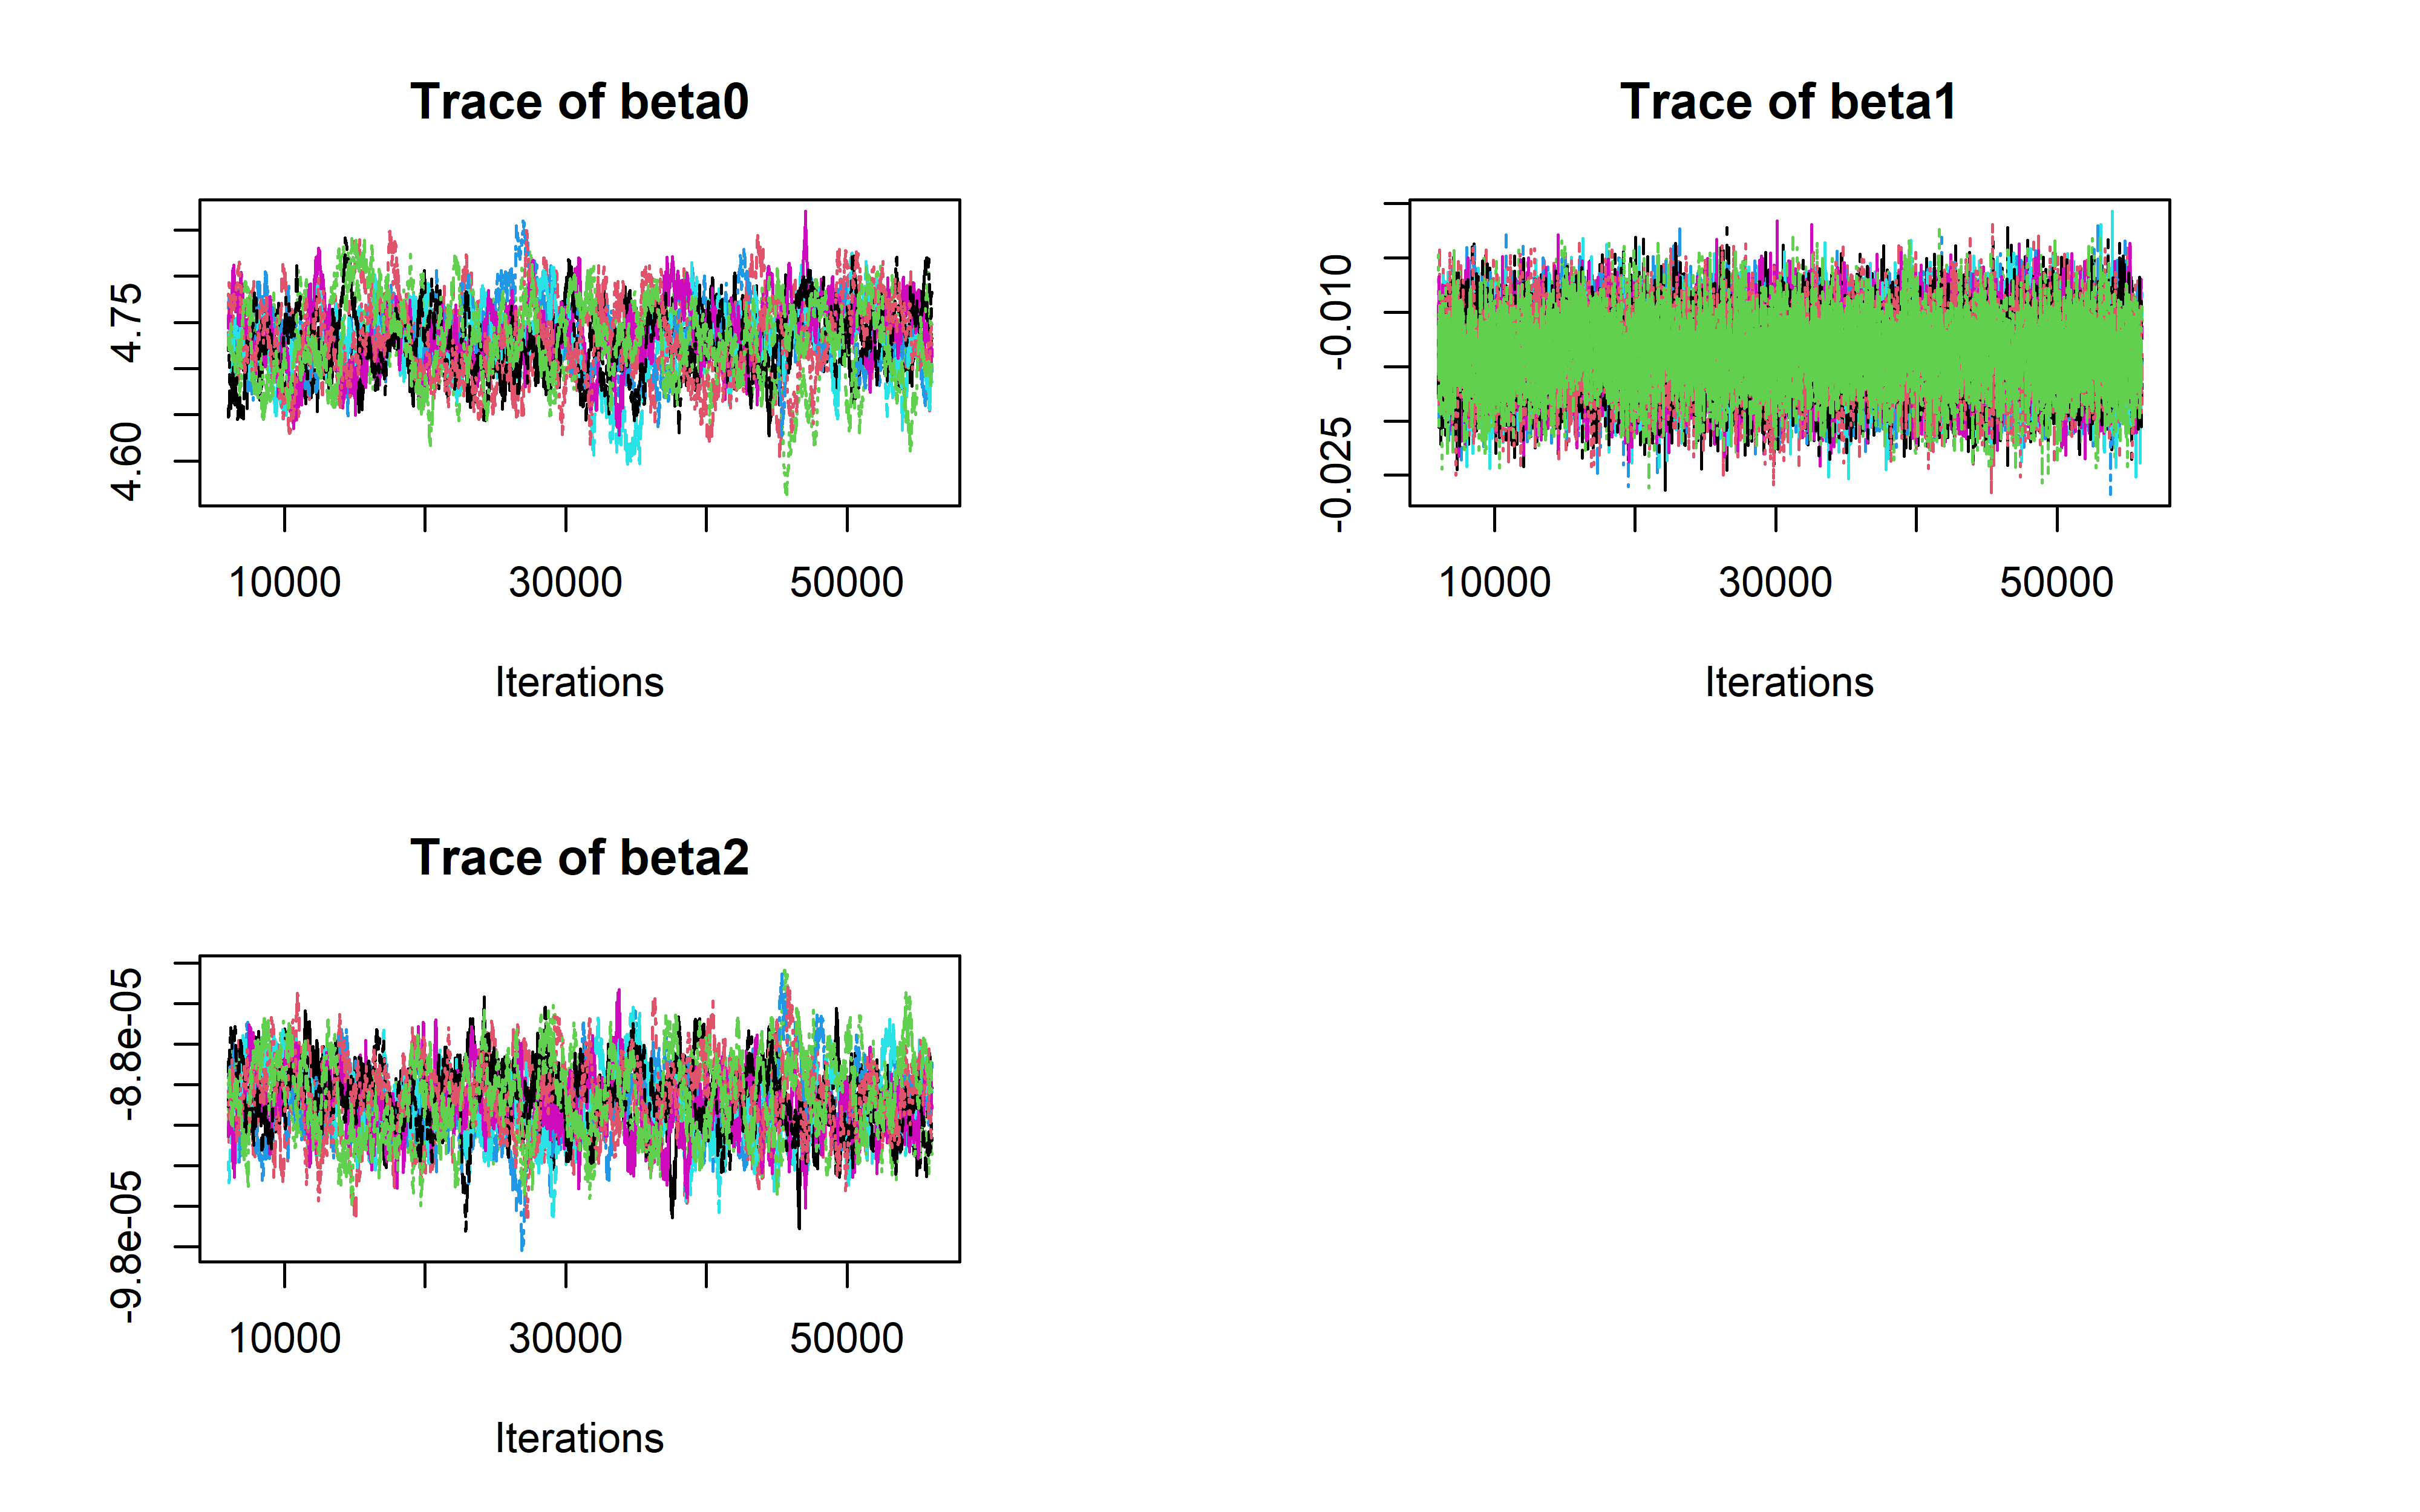 Trace of beta0
4.75
4.60
10000 30000 50000
Iterations
Trace of beta1
-0.010
-0.025
10000 30000 50000
Iterations
Trace of beta2
-8.8e-05
-9.8e-05
10000 30000 50000
Iterations